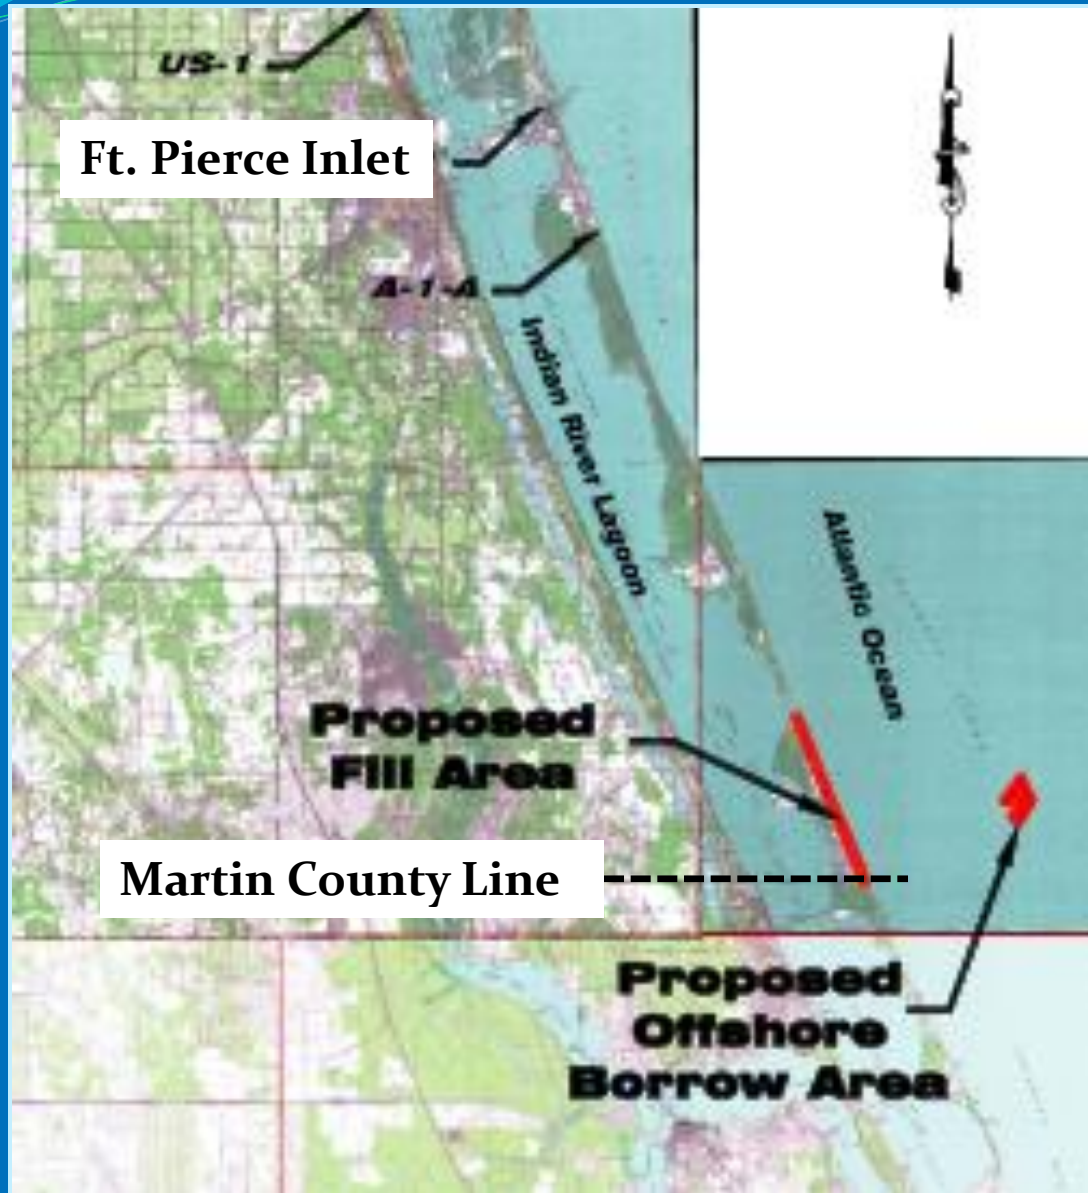 US-1
Ft. Pierce Inlet
A-1-A
Indian River Lagoon
Atlantic Ocean
Proposed
Fill Area
Martin County Line
Proposed
Offshore
Borrow Area